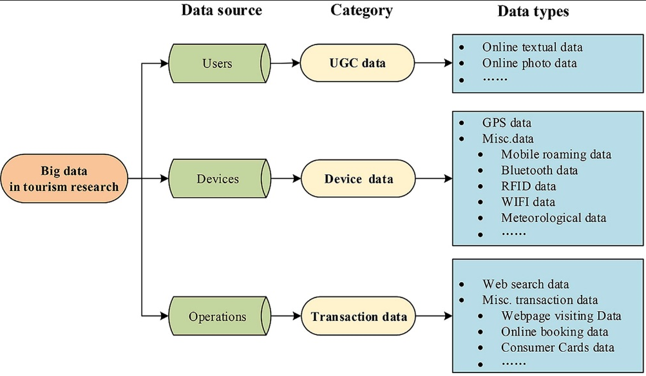 Data source
Category
Data types
Users
UGC data
• Online textual data
• Online photo data
• ……
Big data
in tourism research
Devices
Device data
• GPS data
• Misc.data
• Mobile roaming data
• Bluetooth data
• RFID data
• WIFI data
• Meteorological data
• ……
Operations
Transaction data
• Web search data
• Misc. transaction data
• Webpage visiting Data
• Online booking data
• Consumer Cards data
• ……